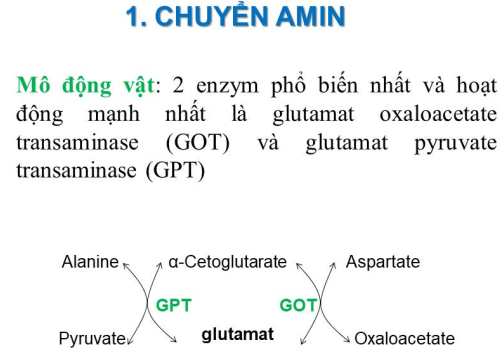 1. CHUYỂN AMIN
Mô động vật: 2 enzym phổ biến nhất và hoạt
động mạnh nhất là glutamat oxaloacetate
transaminase (GOT) và glutamat pyruvate
transaminase (GPT)
Alanine α-Cetoglutarate Aspartate
GPT GOT
Pyruvate glutamat Oxaloacetate